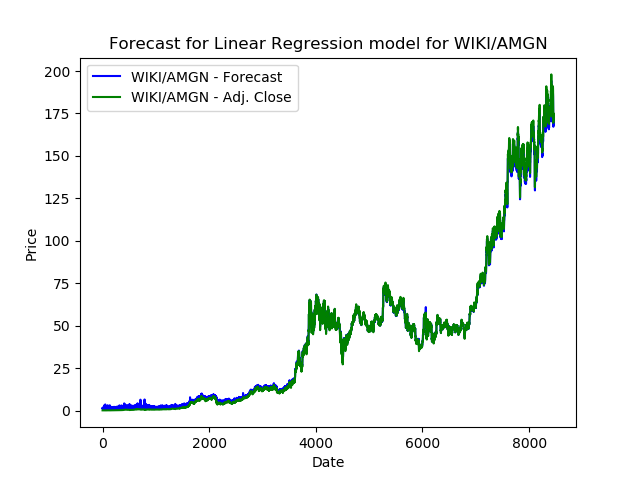 Forecast for Linear Regression model for WIKI/AMGN
WIKI/AMGN - Forecast
WIKI/AMGN - Adj. Close
200
175
150
125
100
75
50
25
0
Price
0 2000 4000 6000 8000
Date